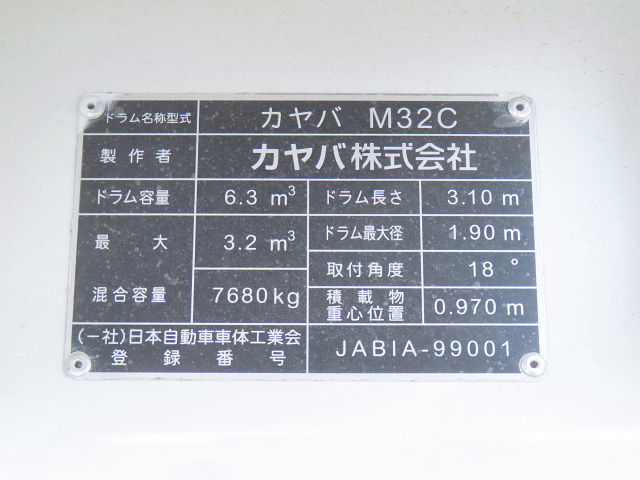 ドラム名称型式 カヤバ M32C
製作者 カヤバ株式会社
ドラム容量 6.3 m³ ドラム長さ 3.10 m
最大 3.2 m³ ドラム最大径 1.90 m
取付角度 18°
混合容量 7680kg 積載物
重心位置 0.970 m
(一社)日本自動車車体工業会
登録番号 JABIA-99001